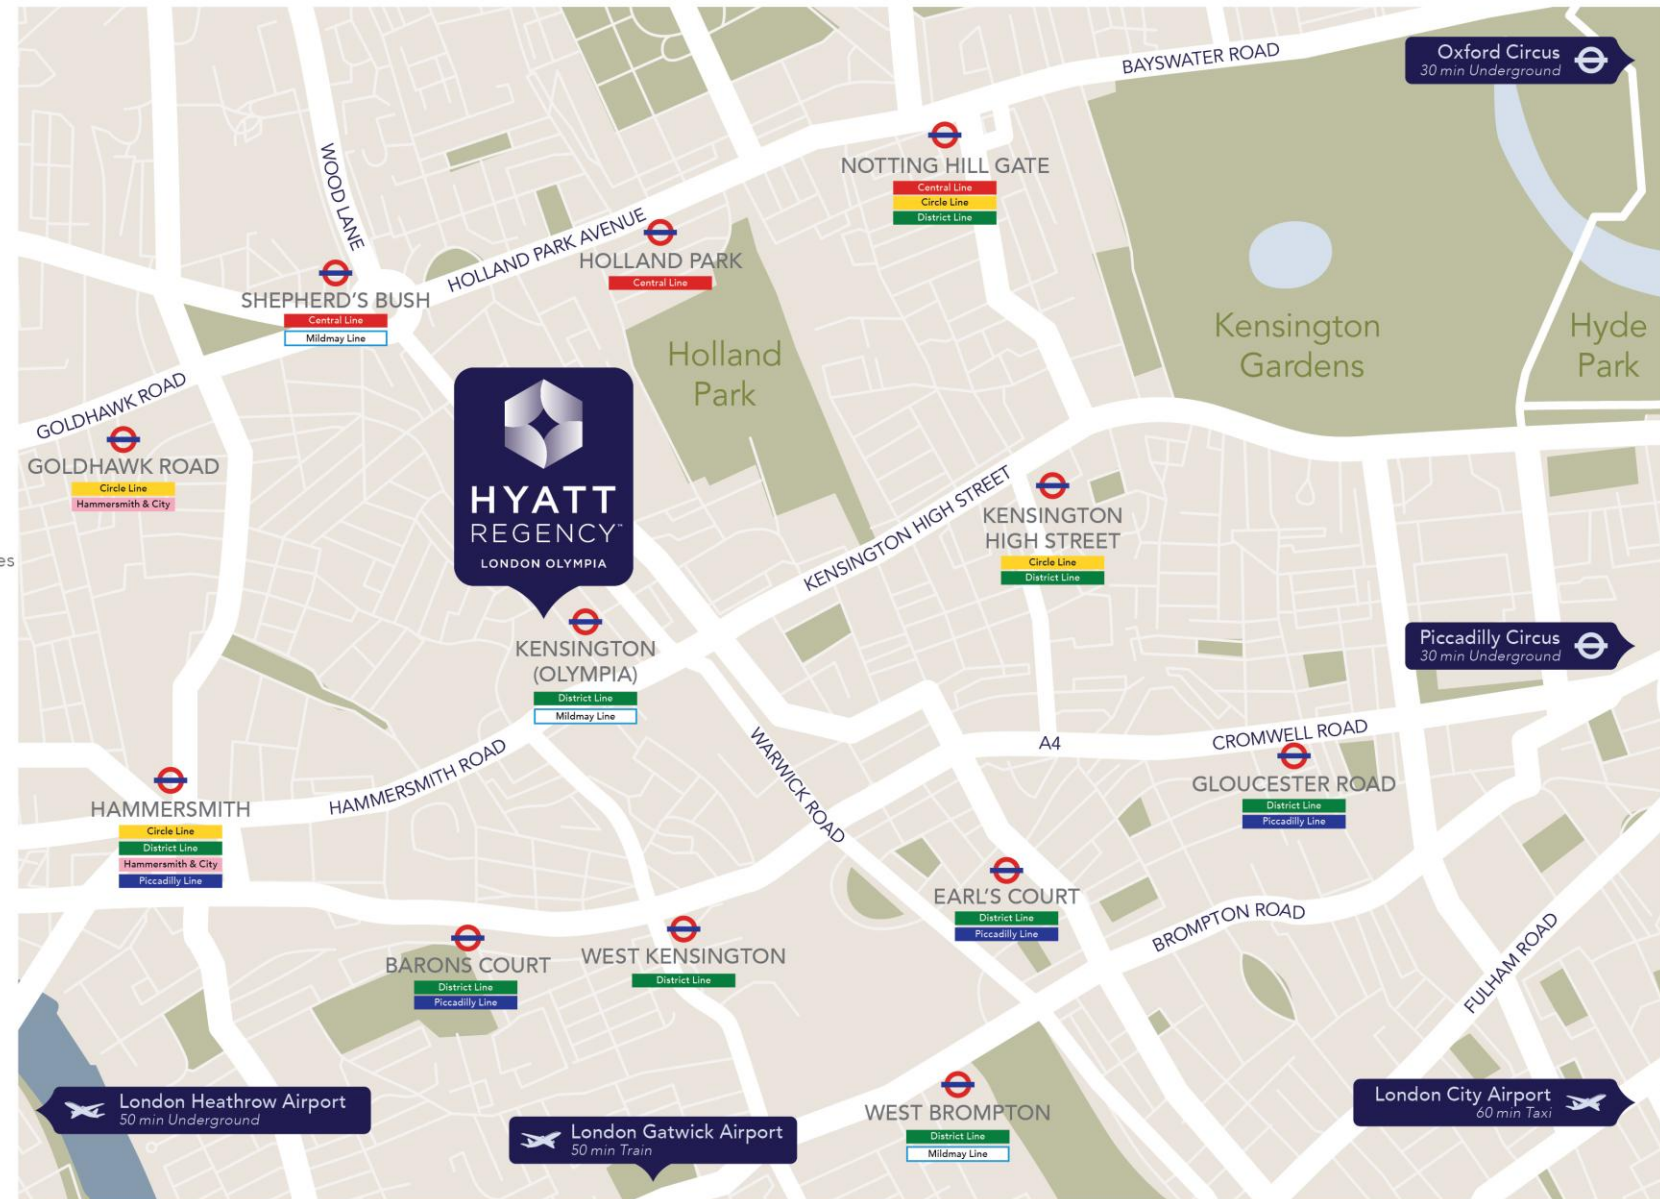 BAYSWATER ROAD
Oxford Circus
30 min Underground
WOOD LANE
NOTTING HILL GATE
Central Line
Circle Line
District Line
HOLLAND PARK AVENUE
HOLLAND PARK
Central Line
SHEPHERD'S BUSH
Central Line
Mildmay Line
Holland
Park
Kensington
Gardens
Hyde
Park
GOLDHAWK ROAD
GOLDHAWK ROAD
Circle Line
Hammersmith & City
HYATT
REGENCY™
LONDON OLYMPIA
KENSINGTON HIGH STREET
KENSINGTON
HIGH STREET
Circle Line
District Line
es
KENSINGTON
(OLYMPIA)
District Line
Mildmay Line
Piccadilly Circus
30 min Underground
WARWICK ROAD
A4
CROMWELL ROAD
GLOUCESTER ROAD
District Line
Piccadilly Line
HAMMERSMITH ROAD
HAMMERSMITH
Circle Line
District Line
Hammersmith & City
Piccadilly Line
EARL'S COURT
District Line
Piccadilly Line
BROMPTON ROAD
FULHAM ROAD
BARONS COURT
District Line
Piccadilly Line
WEST KENSINGTON
District Line
London Heathrow Airport
50 min Underground
London Gatwick Airport
50 min Train
WEST BROMPTON
District Line
Mildmay Line
London City Airport
60 min Taxi